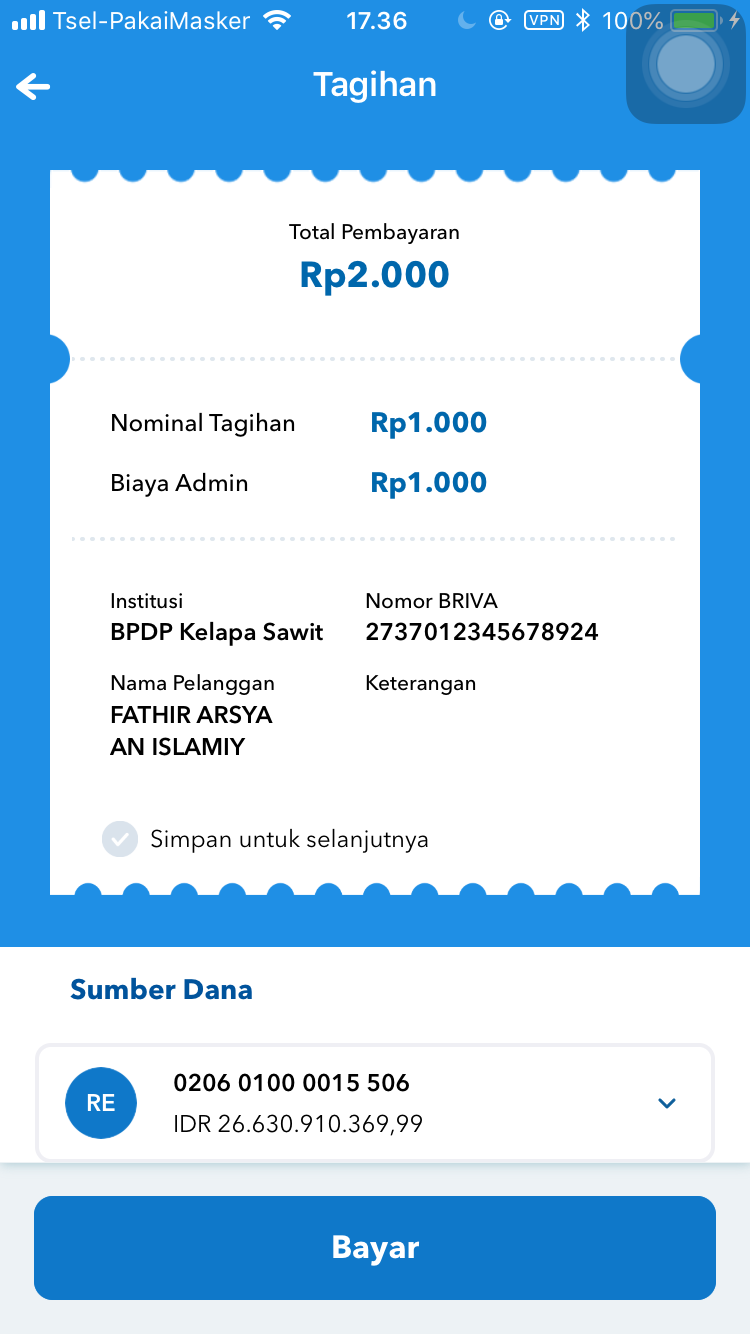 Tsel-PakaiMasker 17.36 VPN 100%
Tagihan
Total Pembayaran
Rp2.000
Nominal Tagihan Rp1.000
Biaya Admin Rp1.000
Institusi Nomor BRIVA
BPDP Kelapa Sawit 2737012345678924
Nama Pelanggan Keterangan
FATHIR ARSYA
AN ISLAMIY
Simpan untuk selanjutnya
Sumber Dana
RE
0206 0100 0015 506
IDR 26.630.910.369,99
Bayar